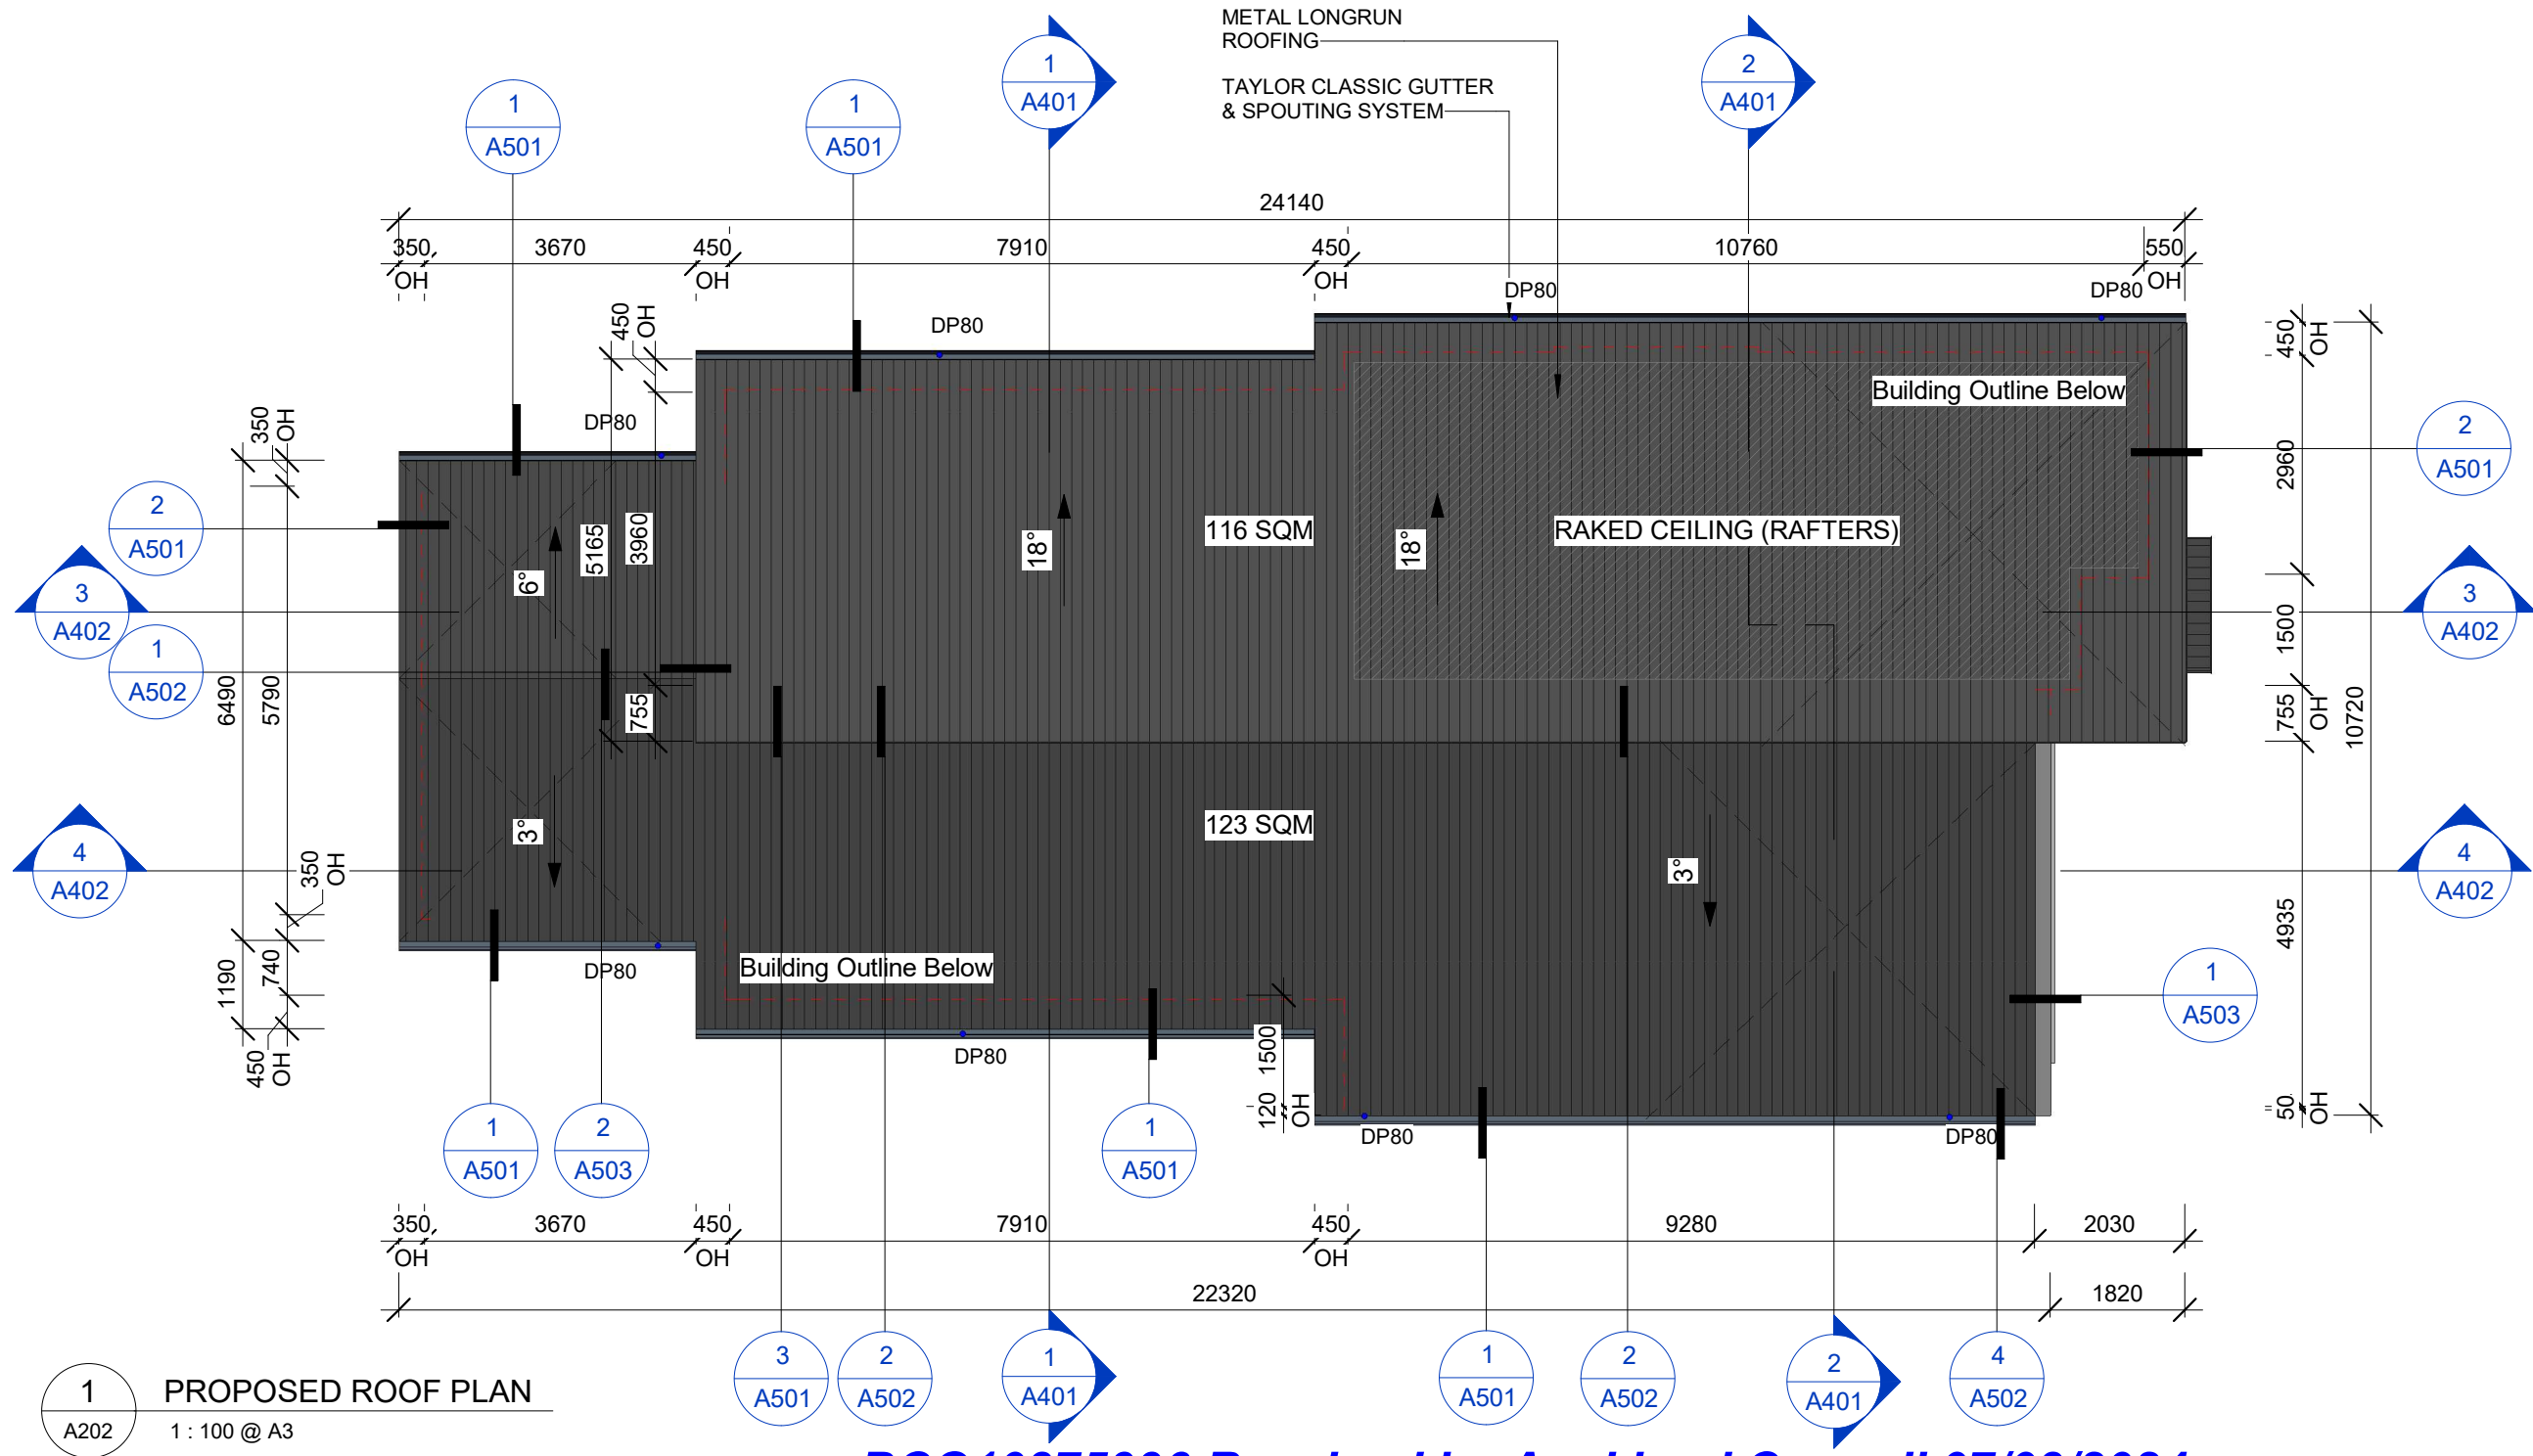 METAL LONGRUN
ROOFING
TAYLOR CLASSIC GUTTER
& SPOUTING SYSTEM
1
A401
2
A401
1
A501
1
A501
24140
350
3670
450
7910
450
10760
550
OH
OH
OH
OH
DP80
DP80
450
OH
DP80
DP80
350
OH
450
OH
Building Outline Below
2
A501
2960
2
A501
116 SQM
RAKED CEILING (RAFTERS)
18°
18°
5165
3960
6°
3
A402
3
A402
1500
1
A502
6490
5790
755
755
OH
10720
123 SQM
3°
3°
4
A402
4
A402
350
OH
4935
1190
740
DP80
Building Outline Below
1
A503
450
OH
DP80
1500
120
OH
50
OH
DP80
DP80
1
A501
2
A503
1
A501
350
3670
450
7910
450
9280
2030
OH
OH
OH
22320
1820
3
A501
2
A502
1
A401
1
A501
2
A502
2
A401
4
A502
1
A202
PROPOSED ROOF PLAN
1 : 100 @ A3